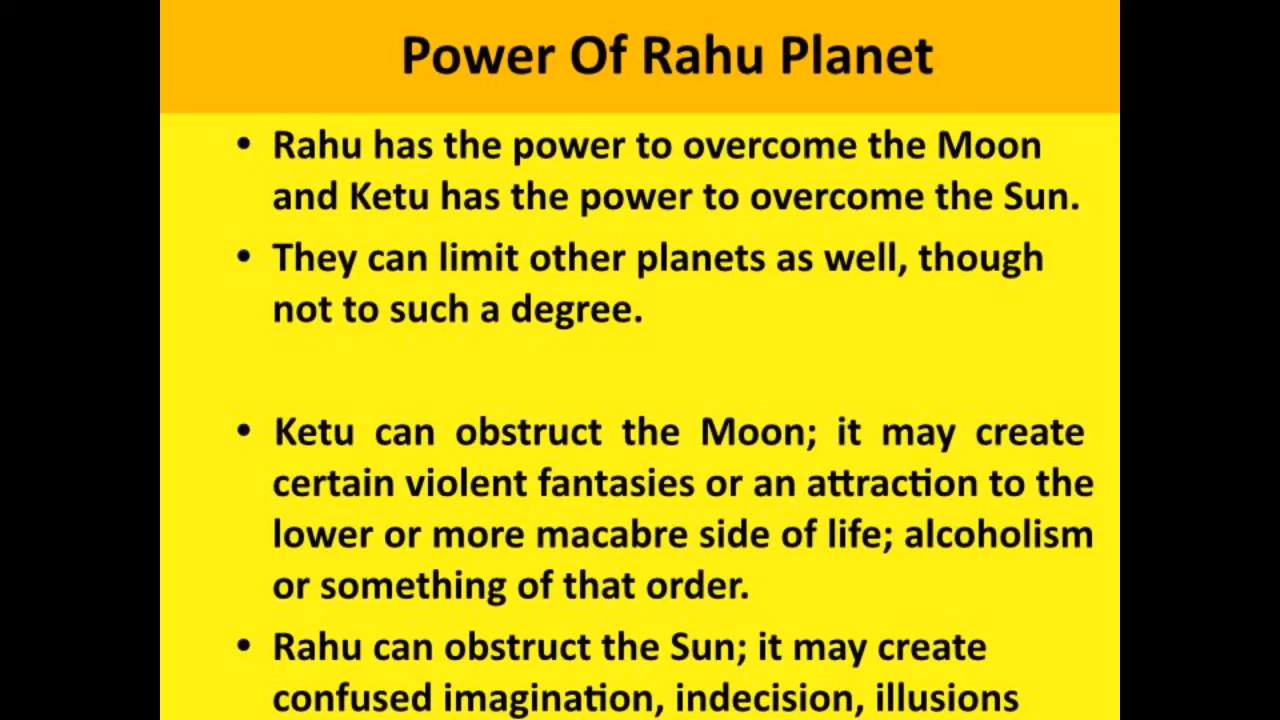 Power Of Rahu Planet
• Rahu has the power to overcome the Moon
and Ketu has the power to overcome the Sun.
• They can limit other planets as well, though
not to such a degree.
• Ketu can obstruct the Moon; it may create
certain violent fantasies or an attraction to the
lower or more macabre side of life; alcoholism
or something of that order.
• Rahu can obstruct the Sun; it may create
confused imagination, indecision, illusions